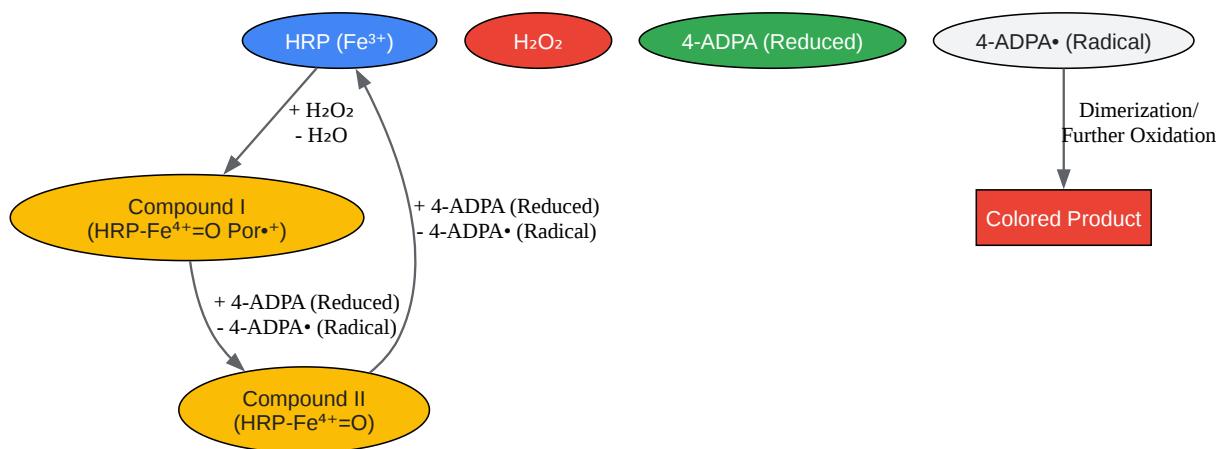 HRP (Fe³⁺)
H₂O₂
4-ADPA (Reduced)
4-ADPA• (Radical)
+ H₂O₂
- H₂O
Dimerization/
Further Oxidation
Compound I
(HRP-Fe⁴⁺=O Por•⁺)
+ 4-ADPA (Reduced)
- 4-ADPA• (Radical)
Colored Product
+ 4-ADPA (Reduced)
- 4-ADPA• (Radical)
Compound II
(HRP-Fe⁴⁺=O)